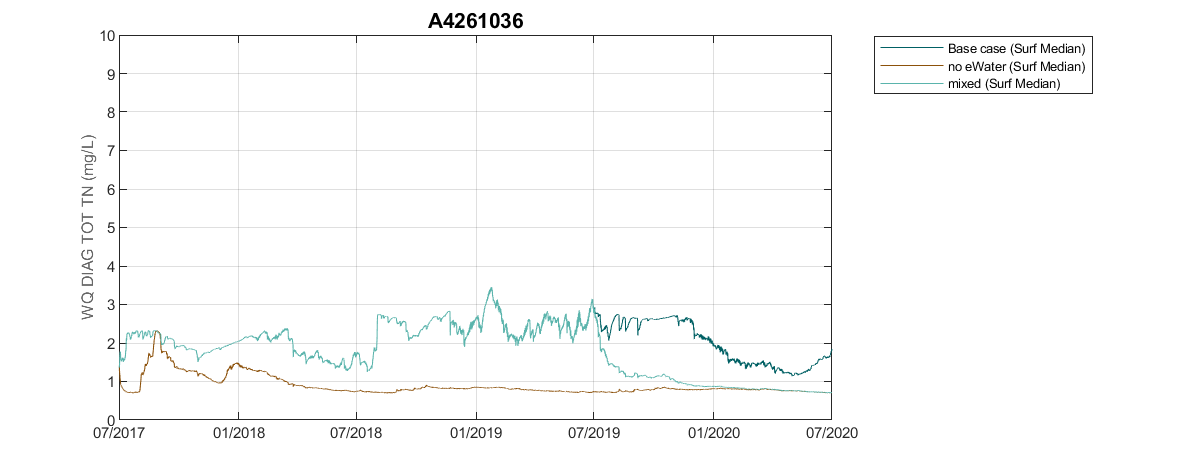 A4261036
10
9
8
7
6
5
4
3
2
1
0
WQ DIAG TOT TN (mg/L)
07/2017 01/2018 07/2018 01/2019 07/2019 01/2020 07/2020
Base case (Surf Median)
no eWater (Surf Median)
mixed (Surf Median)